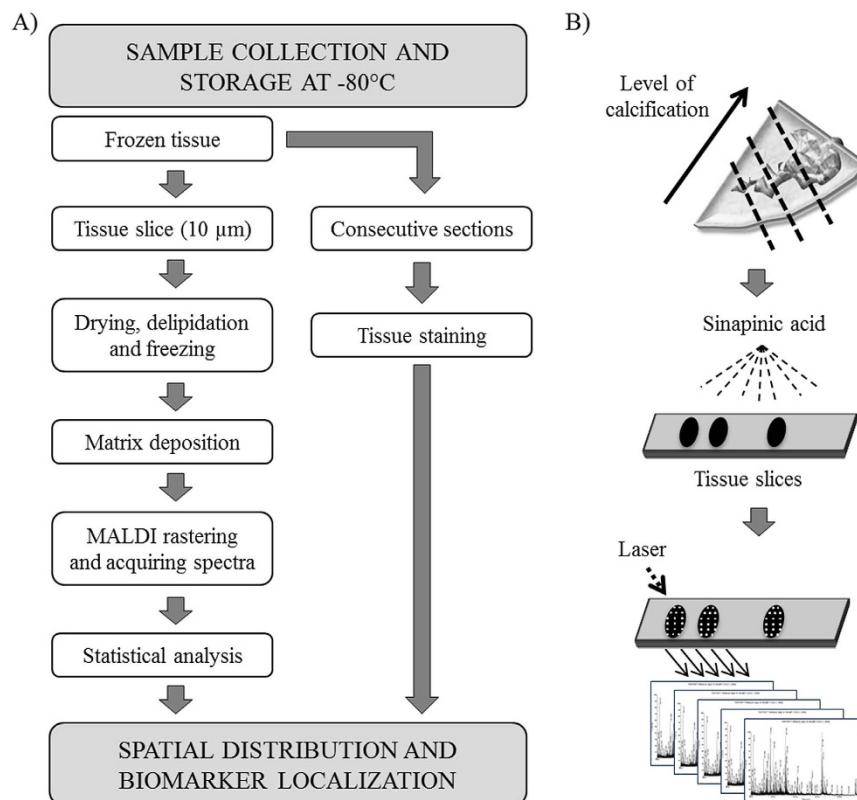 A)
SAMPLE COLLECTION AND
STORAGE AT -80°C
Frozen tissue
Tissue slice (10 µm)
Consecutive sections
Drying, delipidation
and freezing
Tissue staining
Matrix deposition
MALDI rastering
and acquiring spectra
Statistical analysis
SPATIAL DISTRIBUTION AND
BIOMARKER LOCALIZATION
B)
Level of
calcification
Sinapinic acid
Tissue slices
Laser